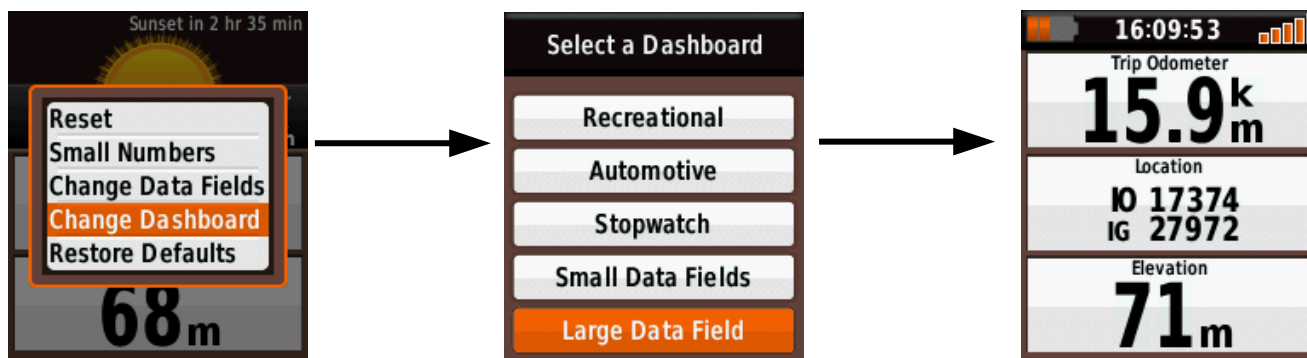 Sunset in 2 hr 35 min
Reset
Small Numbers
Change Data Fields
Change Dashboard
Restore Defaults
68m
Select a Dashboard
Recreational
Automotive
Stopwatch
Small Data Fields
Large Data Field
16:09:53
Trip Odometer
15.9km
Location
IO 17374
IG 27972
Elevation
71m